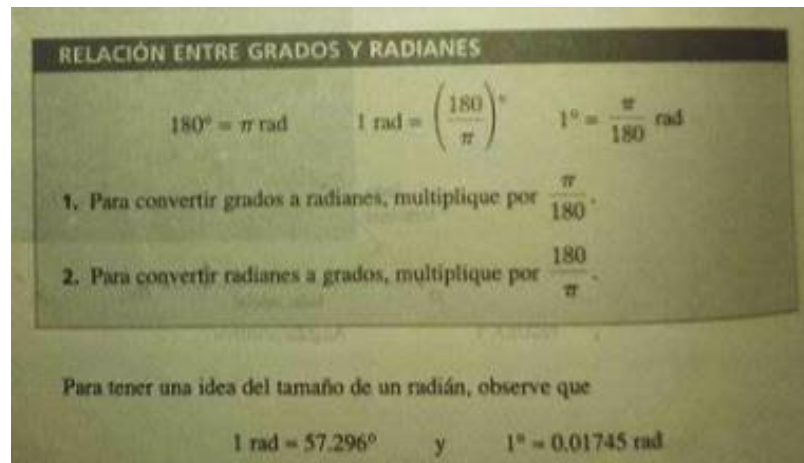 RELACIÓN ENTRE GRADOS Y RADIANES
180° = π rad 1 rad = (180/π)° 1° = π/180 rad
1. Para convertir grados a radianes, multiplique por π/180.
2. Para convertir radianes a grados, multiplique por 180/π.
Para tener una idea del tamaño de un radián, observe que
1 rad ≈ 57.296° y 1° ≈ 0.01745 rad